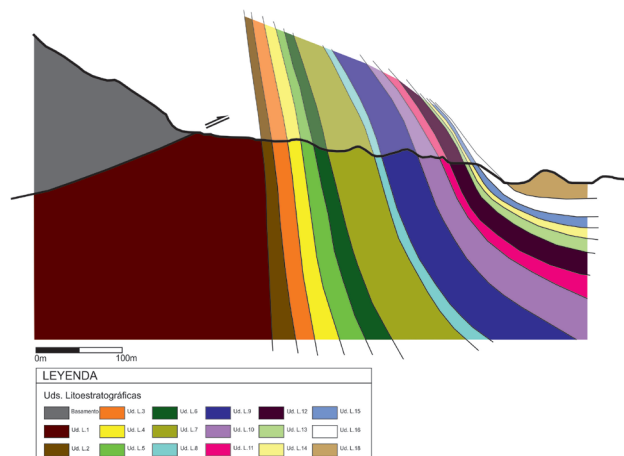 0m 100m
LEYENDA
Uds. Litoestratográficas
Basamento Ud. L.3 Ud. L.6 Ud. L.9 Ud. L.12 Ud. L.15
Ud. L.1 Ud. L.4 Ud. L.7 Ud. L.10 Ud. L.13 Ud. L.16
Ud. L.2 Ud. L.5 Ud. L.8 Ud. L.11 Ud. L.14 Ud. L.18